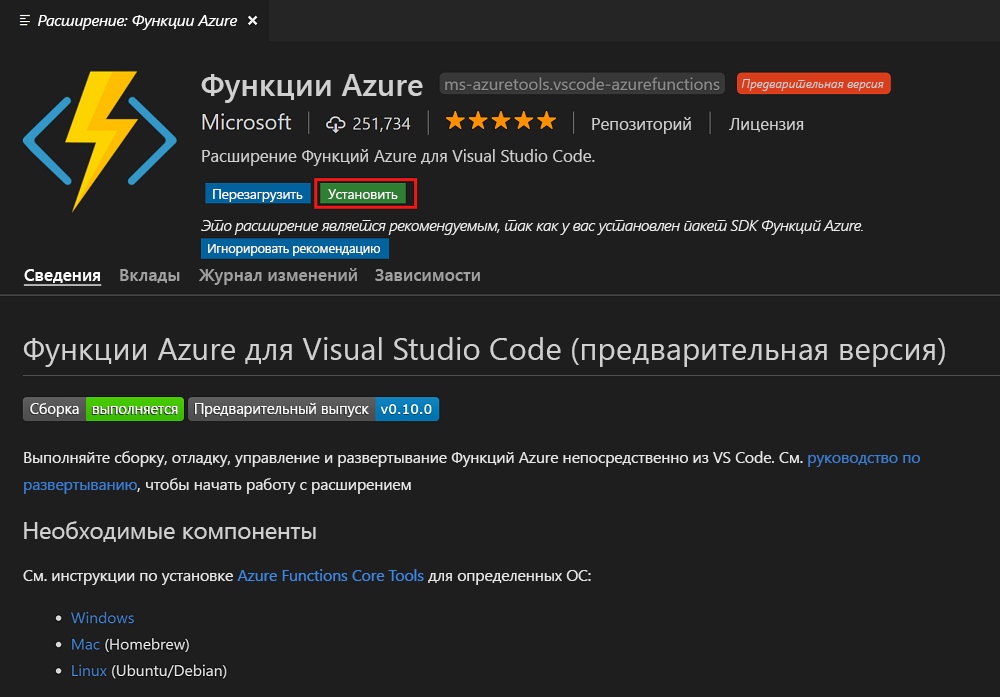 Расширение: Функции Azure
Функции Azure ms-azuretools.vscode-azurefunctions Предварительная версия
Microsoft 251,734 Репозиторий Лицензия
Расширение Функций Azure для Visual Studio Code.
Перезагрузить Установить
Это расширение является рекомендуемым, так как у вас установлен пакет SDK Функций Azure.
Игнорировать рекомендацию
Сведения Вклады Журнал изменений Зависимости
Функции Azure для Visual Studio Code (предварительная версия)
Сборка выполняется Предварительный выпуск v0.10.0
Выполняйте сборку, отладку, управление и развертывание Функций Azure непосредственно из VS Code. См. руководство по
развертыванию, чтобы начать работу с расширением
Необходимые компоненты
См. инструкции по установке Azure Functions Core Tools для определенных ОС:
• Windows
• Mac (Homebrew)
• Linux (Ubuntu/Debian)